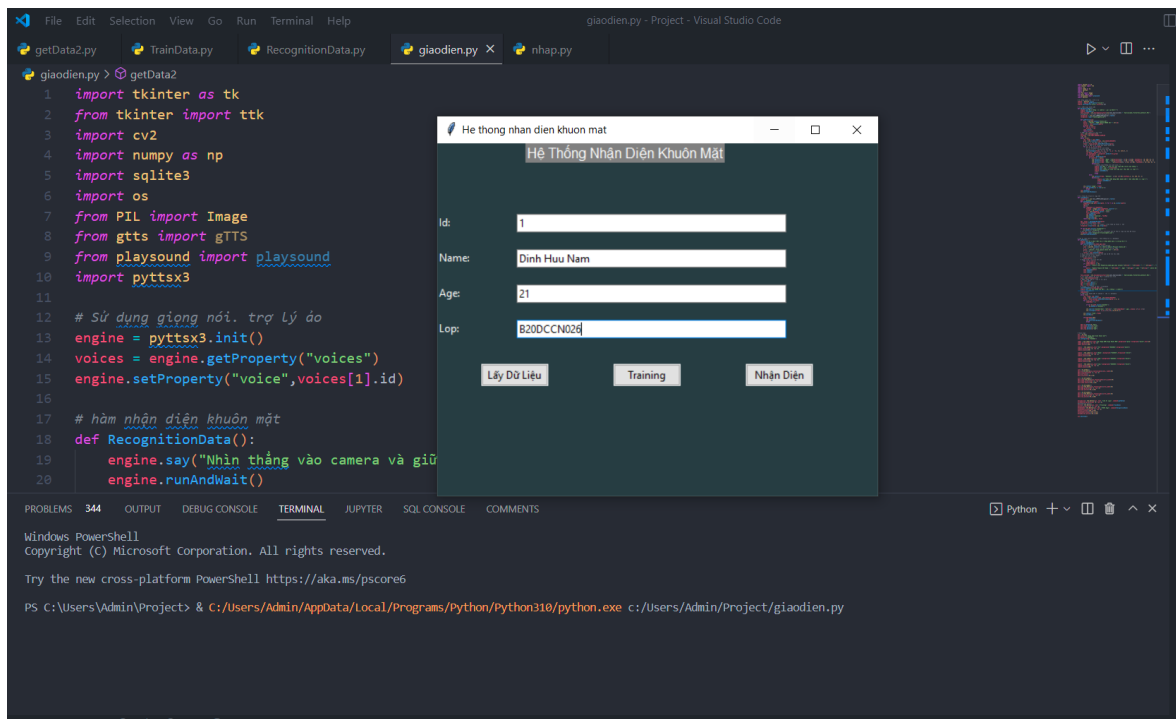 File Edit Selection View Go Run Terminal Help
giaodien.py - Project - Visual Studio Code
getData2.py TrainData.py RecognitionData.py giaodien.py nhap.py
giaodien.py > getData2
1 import tkinter as tk
2 from tkinter import ttk
3 import cv2
4 import numpy as np
5 import sqlite3
6 import os
7 from PIL import Image
8 from gtts import gTTS
9 from playsound import playsound
10 import pyttsx3
11
12 # Sử dụng giọng nói. trợ lý ảo
13 engine = pyttsx3.init()
14 voices = engine.getProperty("voices")
15 engine.setProperty("voice",voices[1].id)
16
17 # hàm nhận diện khuôn mặt
18 def RecognitionData():
19 engine.say("Nhìn thẳng vào camera và giữ
20 engine.runAndWait()
He thong nhan dien khuon mat
Hệ Thống Nhận Diện Khuôn Mặt
Id: 1
Name: Dinh Huu Nam
Age: 21
Lop: B20DCCN026
Lấy Dữ Liệu Training Nhận Diện
PROBLEMS 344 OUTPUT DEBUG CONSOLE TERMINAL JUPYTER SQL CONSOLE COMMENTS
Python
Windows PowerShell
Copyright (C) Microsoft Corporation. All rights reserved.
Try the new cross-platform PowerShell https://aka.ms/pscore6
PS C:\Users\Admin\Project> & C:/Users/Admin/AppData/Local/Programs/Python/Python310/python.exe c:/Users/Admin/Project/giaodien.py